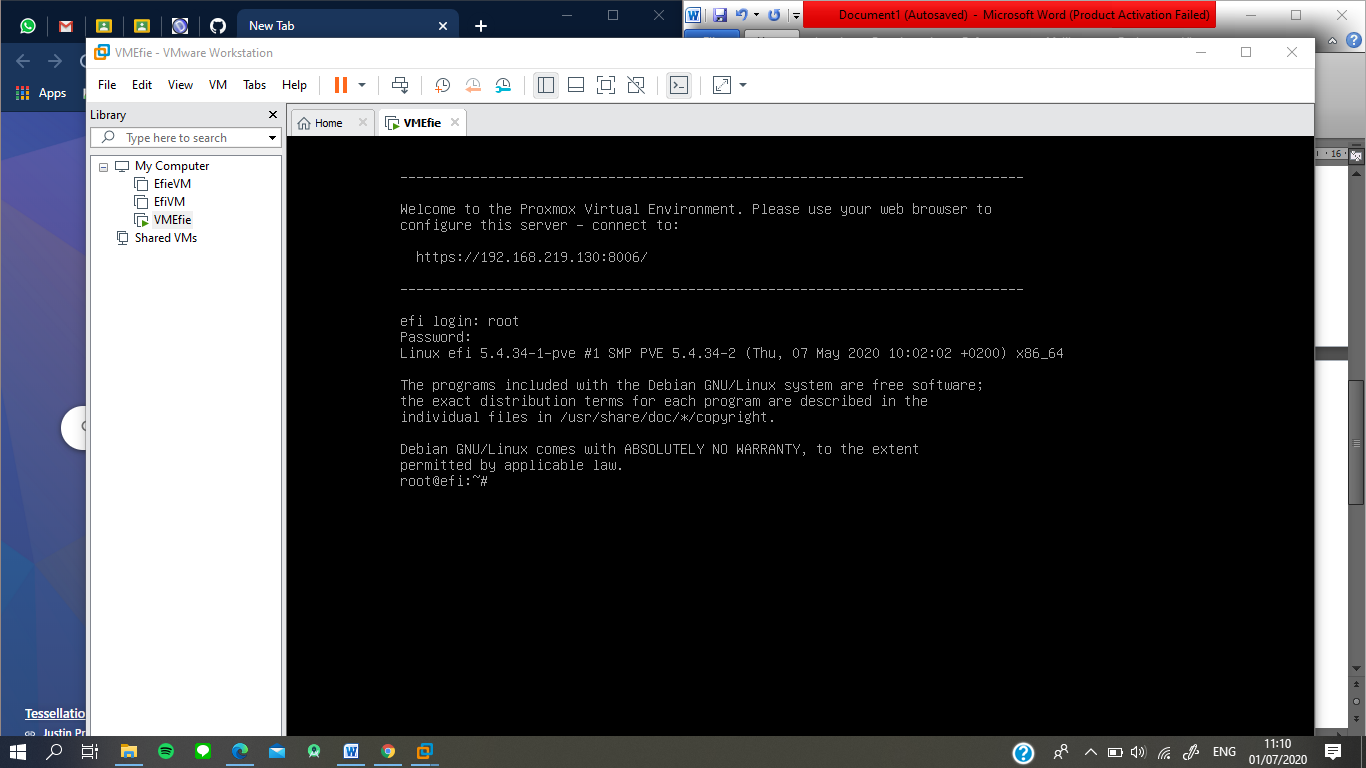 New Tab
Document1 (Autosaved) - Microsoft Word (Product Activation Failed)
VMEfie - VMware Workstation
Apps
File Edit View VM Tabs Help
Library
Home
VMEfie
Type here to search
16
My Computer
EfieVM
EfiVM
VMEfie
Shared VMs
--------------------------------------------------------------------------------
Welcome to the Proxmox Virtual Environment. Please use your web browser to
configure this server - connect to:
https://192.168.219.130:8006/
--------------------------------------------------------------------------------
efi login: root
Password:
Linux efi 5.4.34-1-pve #1 SMP PVE 5.4.34-2 (Thu, 07 May 2020 10:02:02 +0200) x86_64
The programs included with the Debian GNU/Linux system are free software;
the exact distribution terms for each program are described in the
individual files in /usr/share/doc/*/copyright.
Debian GNU/Linux comes with ABSOLUTELY NO WARRANTY, to the extent
permitted by applicable law.
root@efi:~#
Tessellatio
Justin Pr
ENG
11:10
01/07/2020